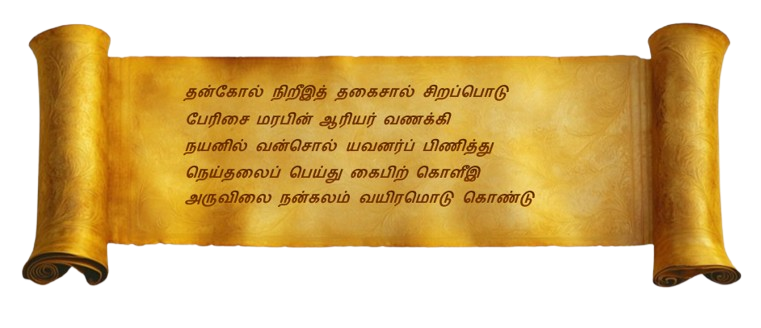 தன்கோல் நிறீஇத் தகைசால் சிறப்பொடு
பேரிசை மரபின் ஆரியர் வணக்கி
நயனில் வன்சொல் யவனர்ப் பிணித்து
நெய்தலைப் பெய்து கைபிற் கொளீஇ
அருவிலை நன்கலம் வயிரமொடு கொண்டு